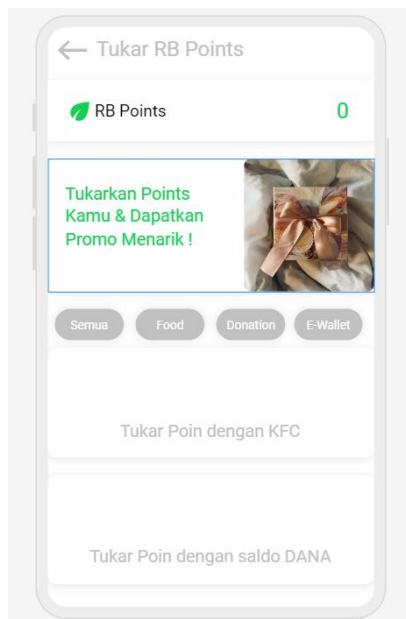 Tukar RB Points
RB Points 0
Tukarkan Points
Kamu & Dapatkan
Promo Menarik !
Semua Food Donation E-Wallet
Tukar Poin dengan KFC
Tukar Poin dengan saldo DANA